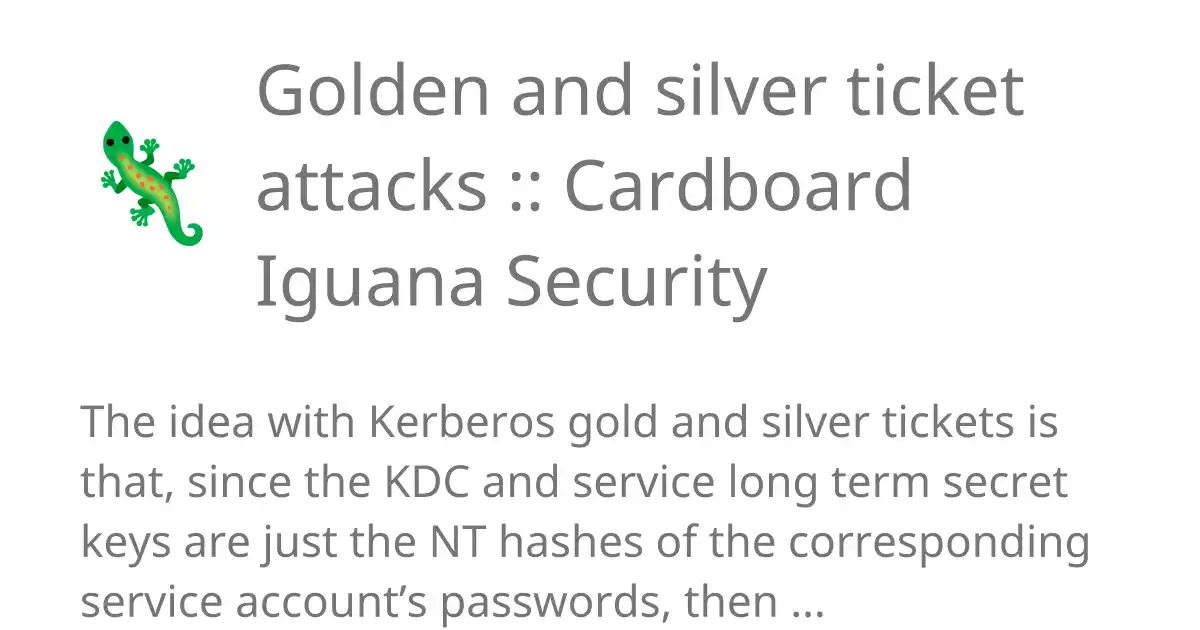 Golden and silver ticket
attacks :: Cardboard
Iguana Security
The idea with Kerberos gold and silver tickets is
that, since the KDC and service long term secret
keys are just the NT hashes of the corresponding
service account’s passwords, then ...